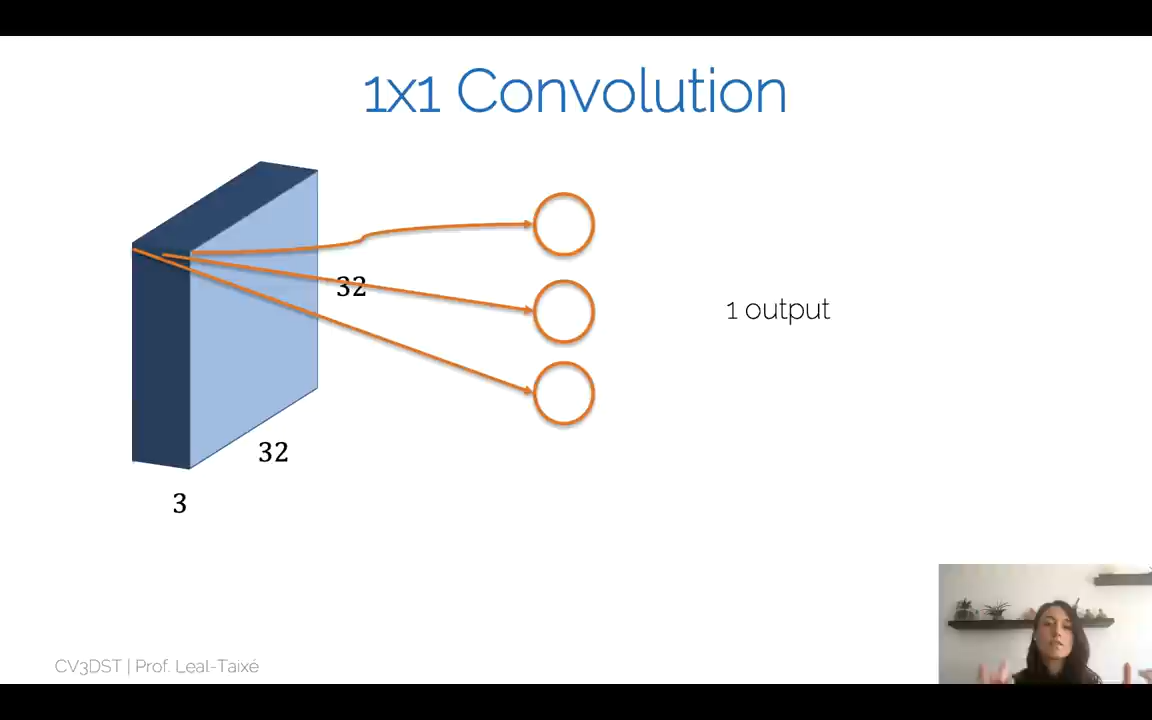 1x1 Convolution
32
1 output
32
3
CV3DST | Prof. Leal-Taixé